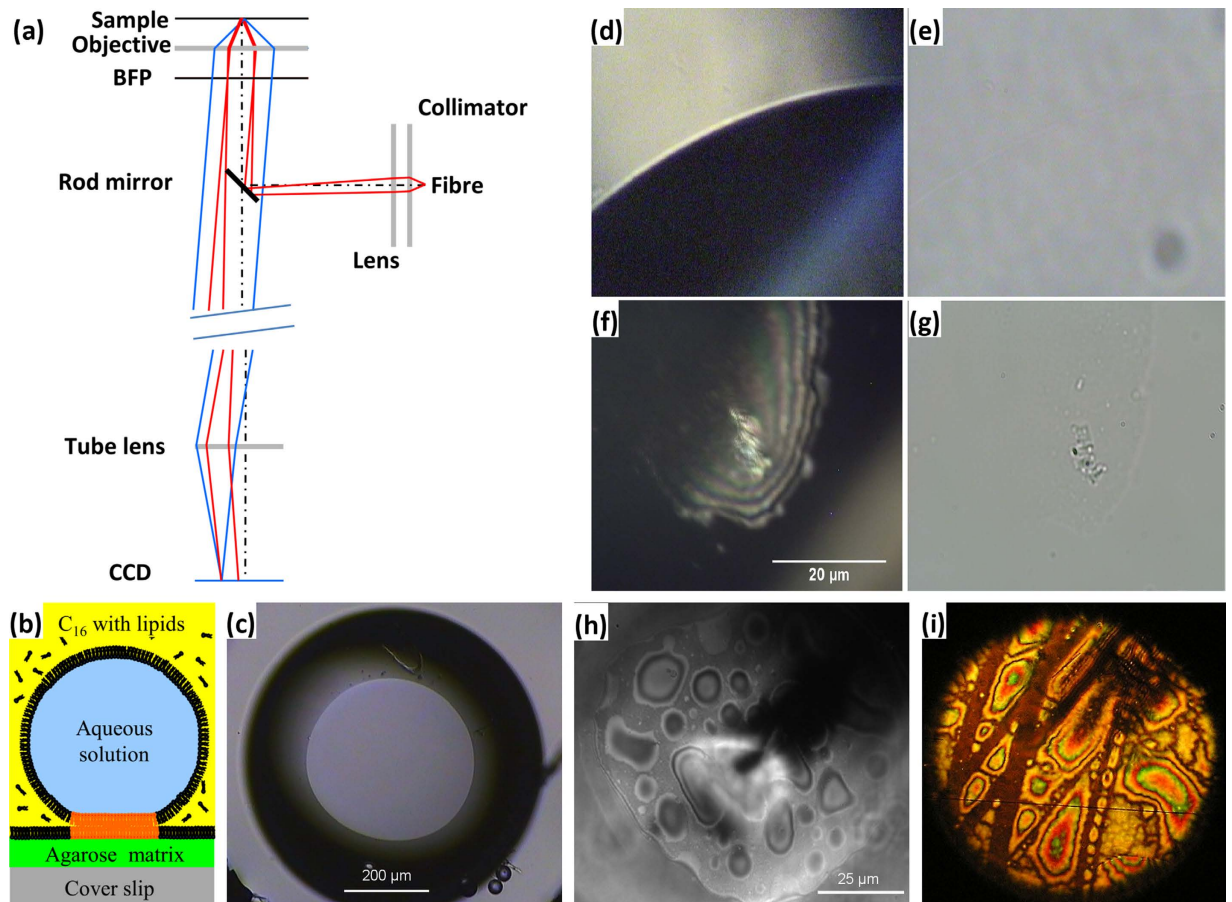 (a)
Sample
Objective
BFP
Collimator
Rod mirror
Fibre
Lens
Tube lens
CCD
(b)
C₁₆ with lipids
Aqueous
solution
Agarose matrix
Cover slip
(c)
200 µm
(d)
(e)
(f)
20 µm
(g)
(h)
25 µm
(i)